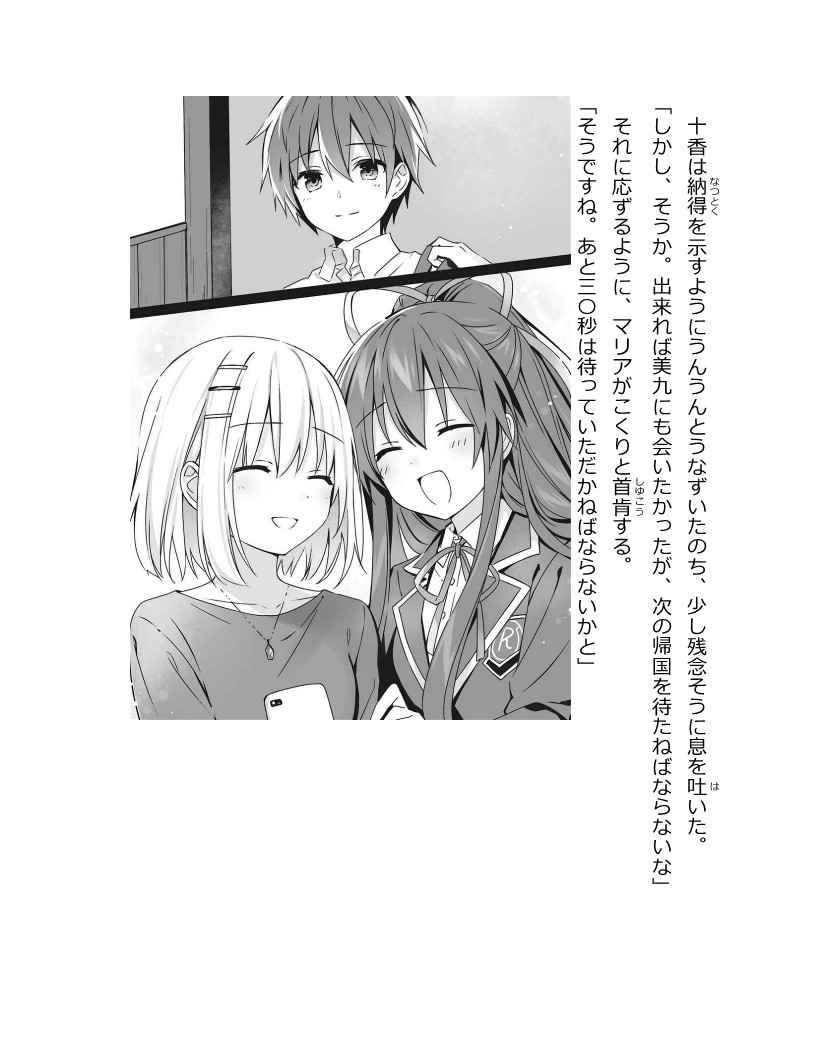 十香は納得を示すようにうんうんとうなずいたのち、少し残念そうに息を吐いた。
「しかし、そうか。出来れば美九にも会いたかったが、次の帰国を待たねばならないな」
それに応ずるように、マリアがこくりと首肯する。
「そうですね。あと三〇秒は待っていただかねばならないかと」